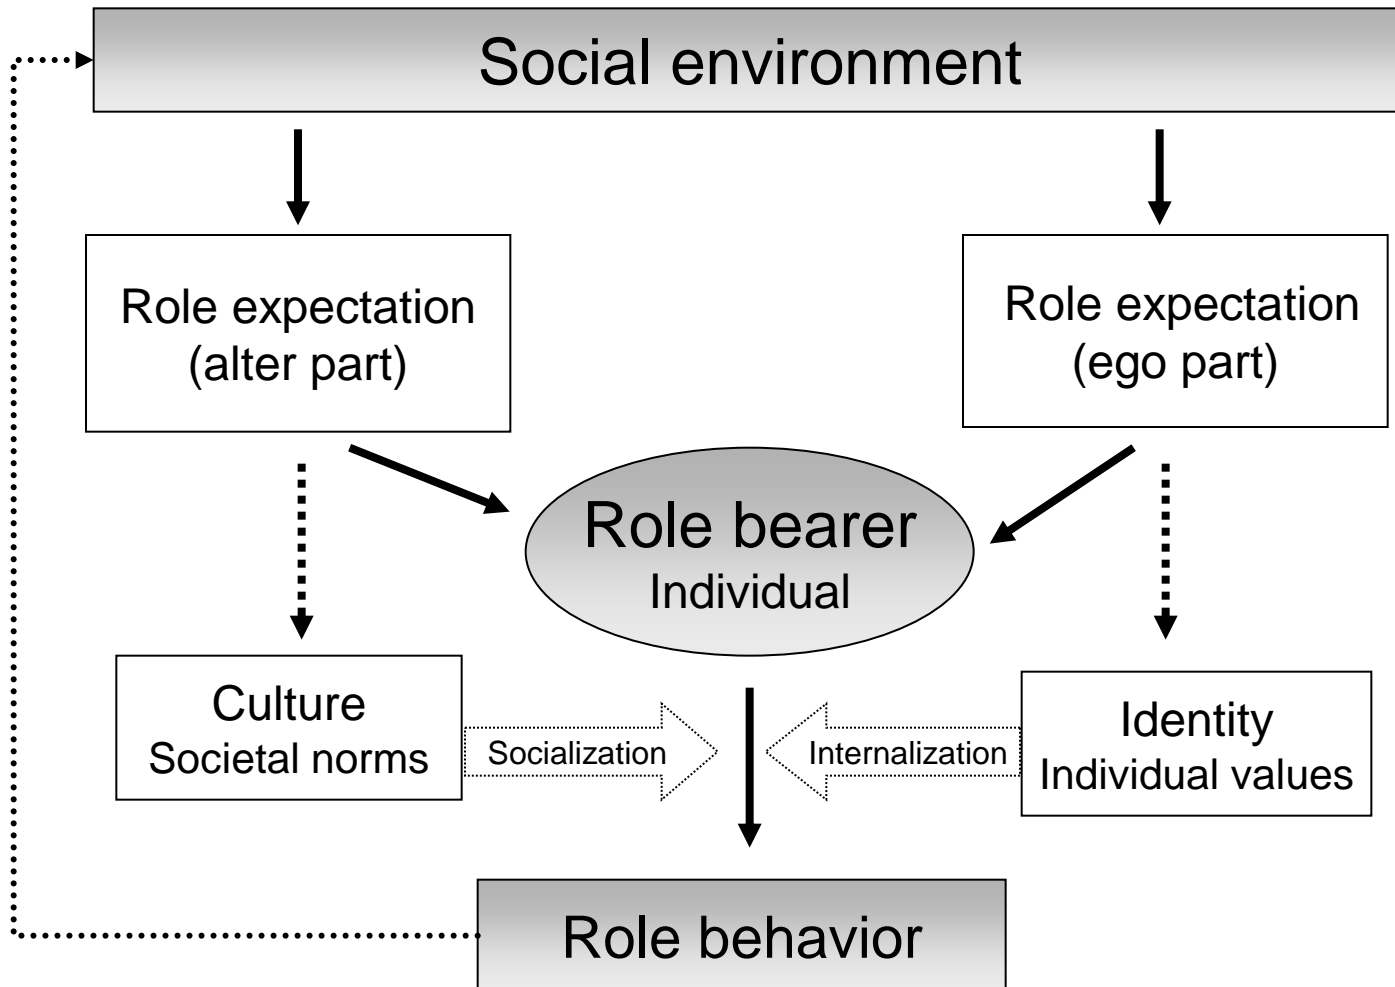 Social environment
Role expectation
(alter part)
Role expectation
(ego part)
Role bearer
Individual
Culture
Societal norms
Socialization
Internalization
Identity
Individual values
Role behavior